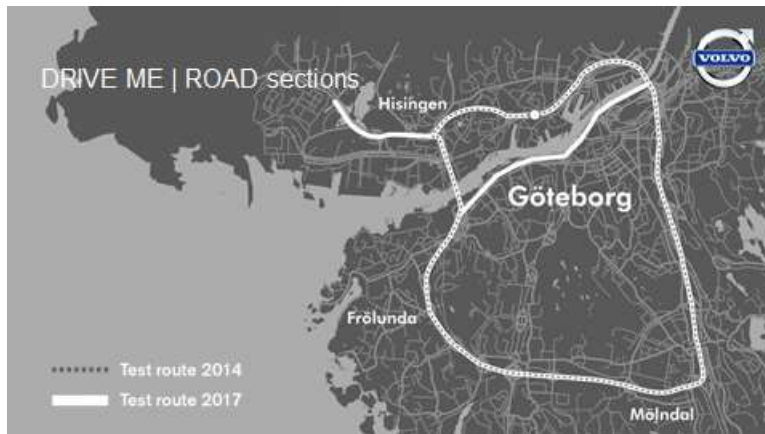 VOLVO
DRIVE ME | ROAD sections
Hisingen
Göteborg
Frölunda
Test route 2014
Test route 2017
Mölndal